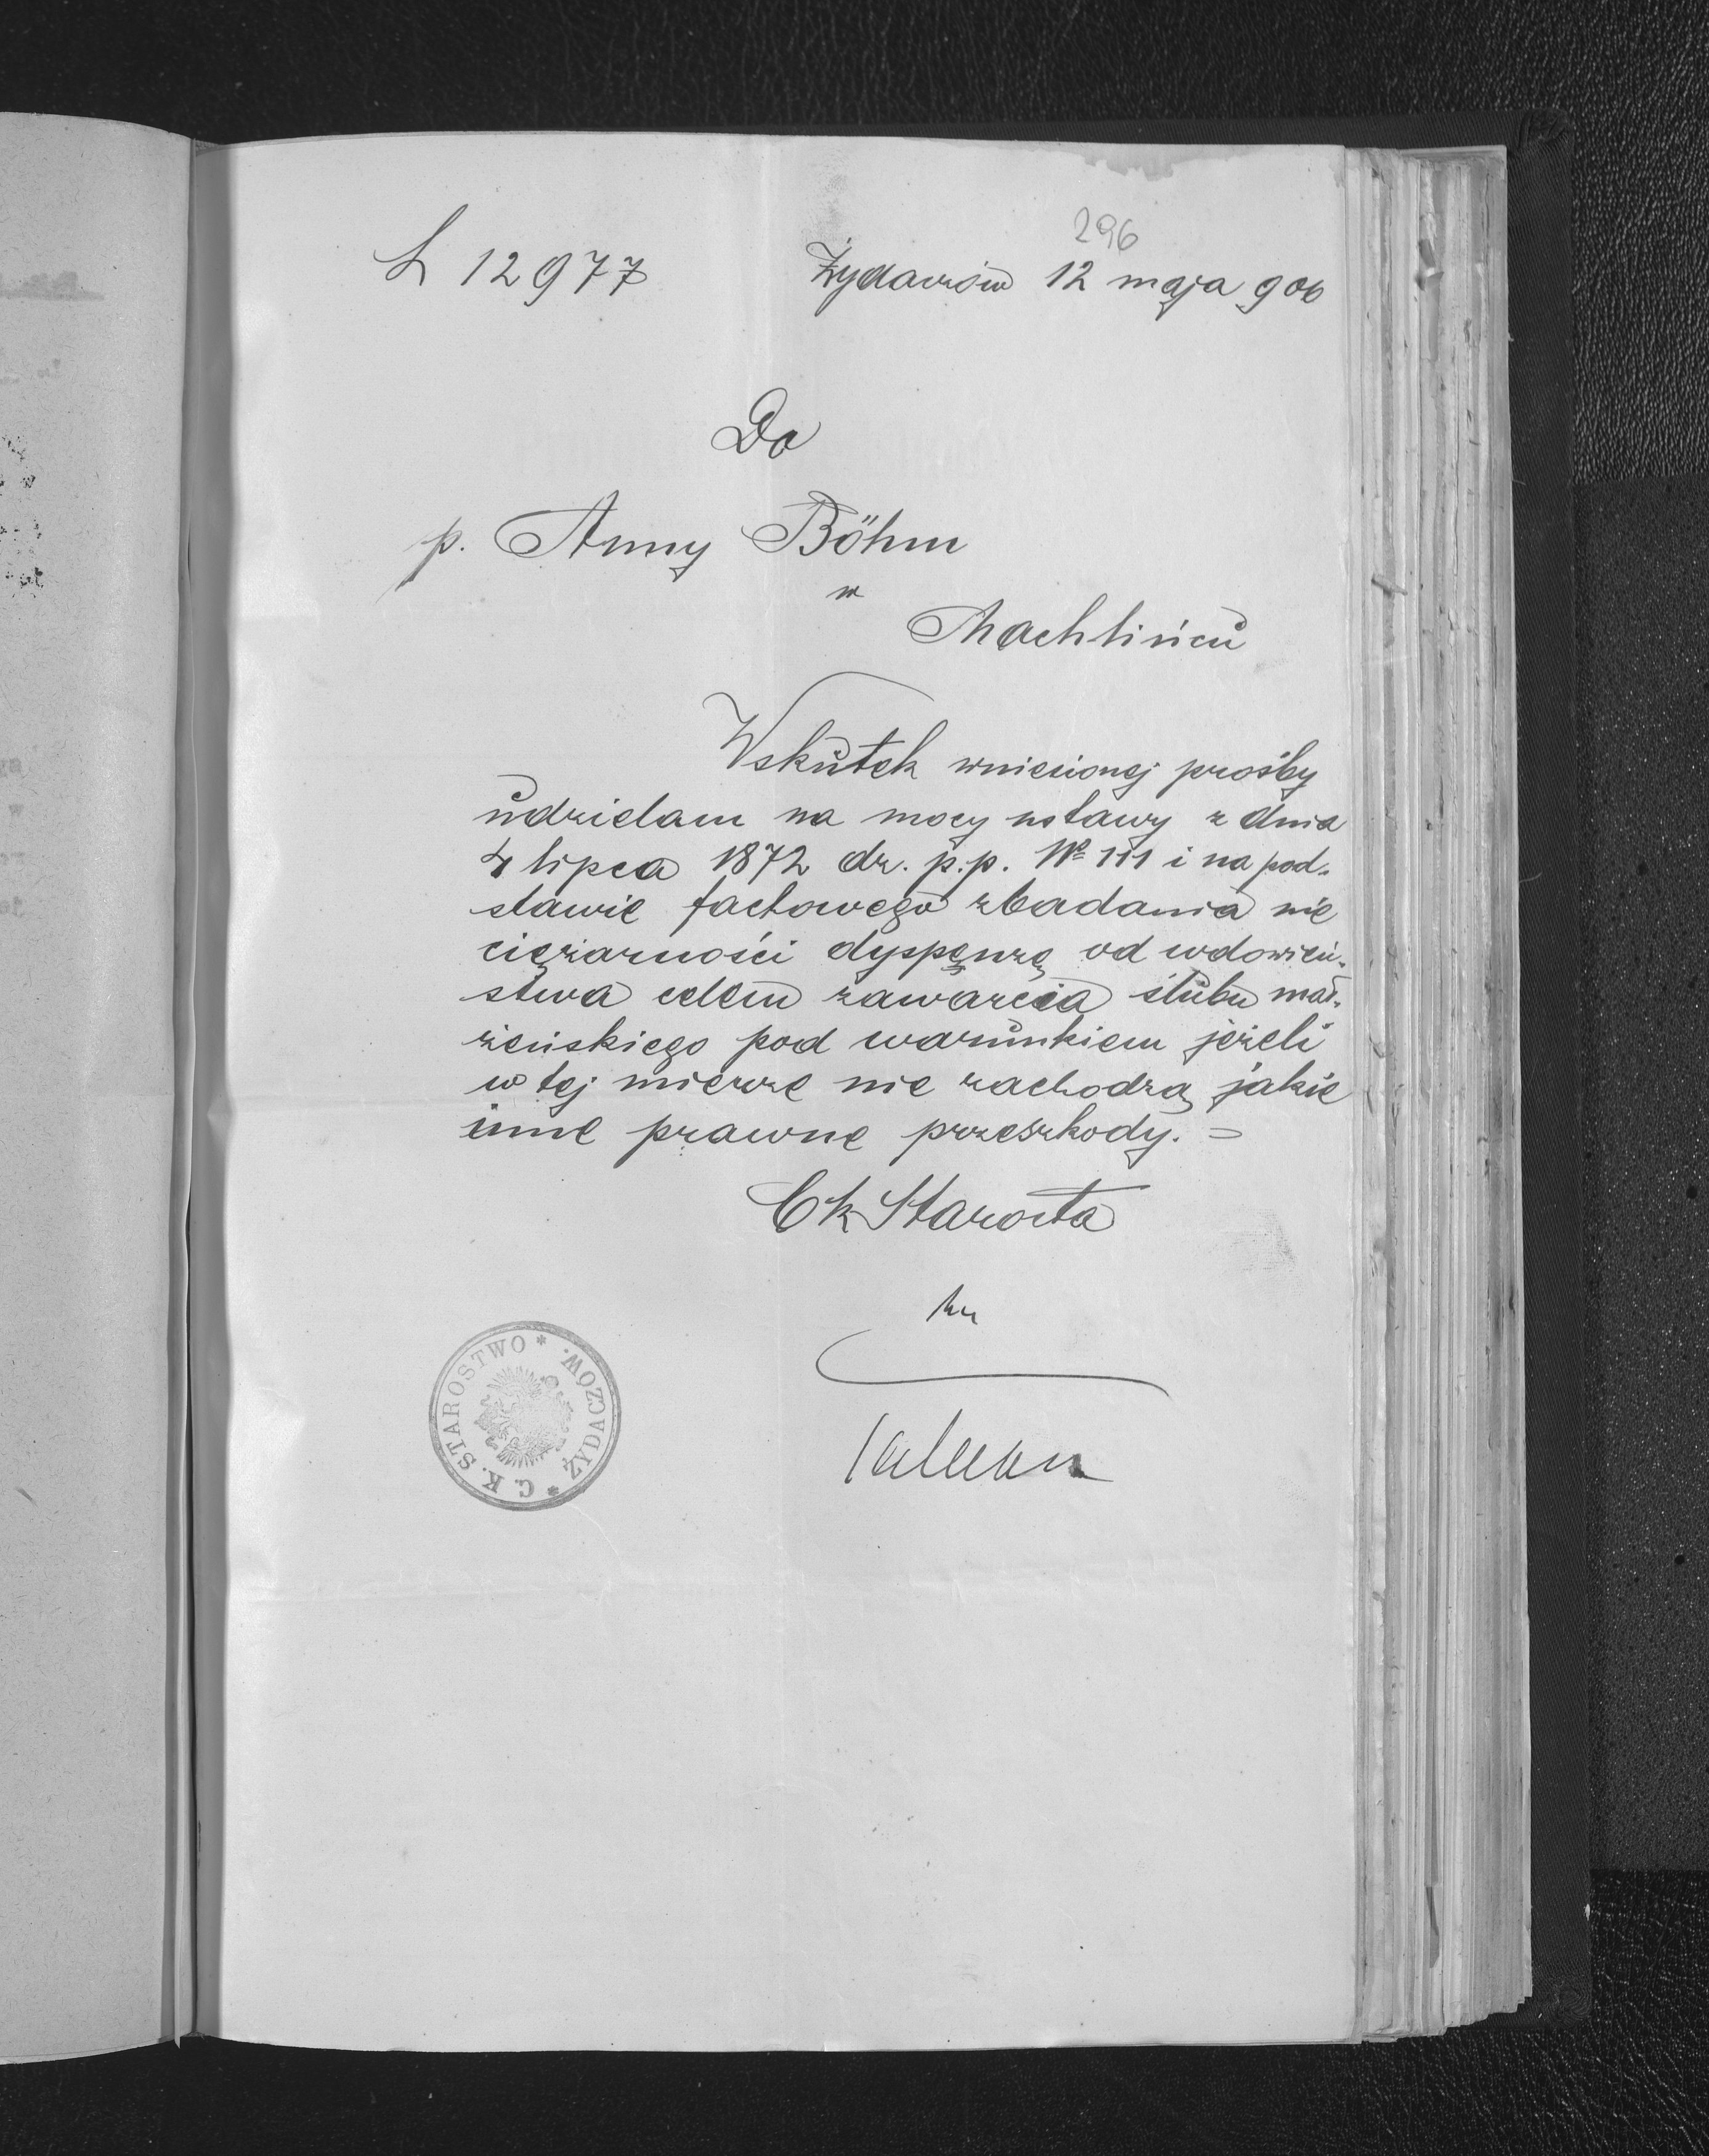 296
L 12977 Żydaczów 12 maja 906
Do
p. Anny Böhm
w
Machlińcu
Wskutek wniesionej prośby
udzielam na mocy ustawy z dnia
4 lipca 1872 dz. p.p. No 111 i na pod-
stawie fachowego zbadania nie
ciężarności dyspenzę od wdowień-
stwa celem zawarcia ślubu mał-
żeńskiego pod warunkiem jeżeli
w tej mierze nie zachodzą jakie
inne prawne przeszkody. =
Ck Starosta
* C. K. STAROSTWO * ŻYDACZÓW.